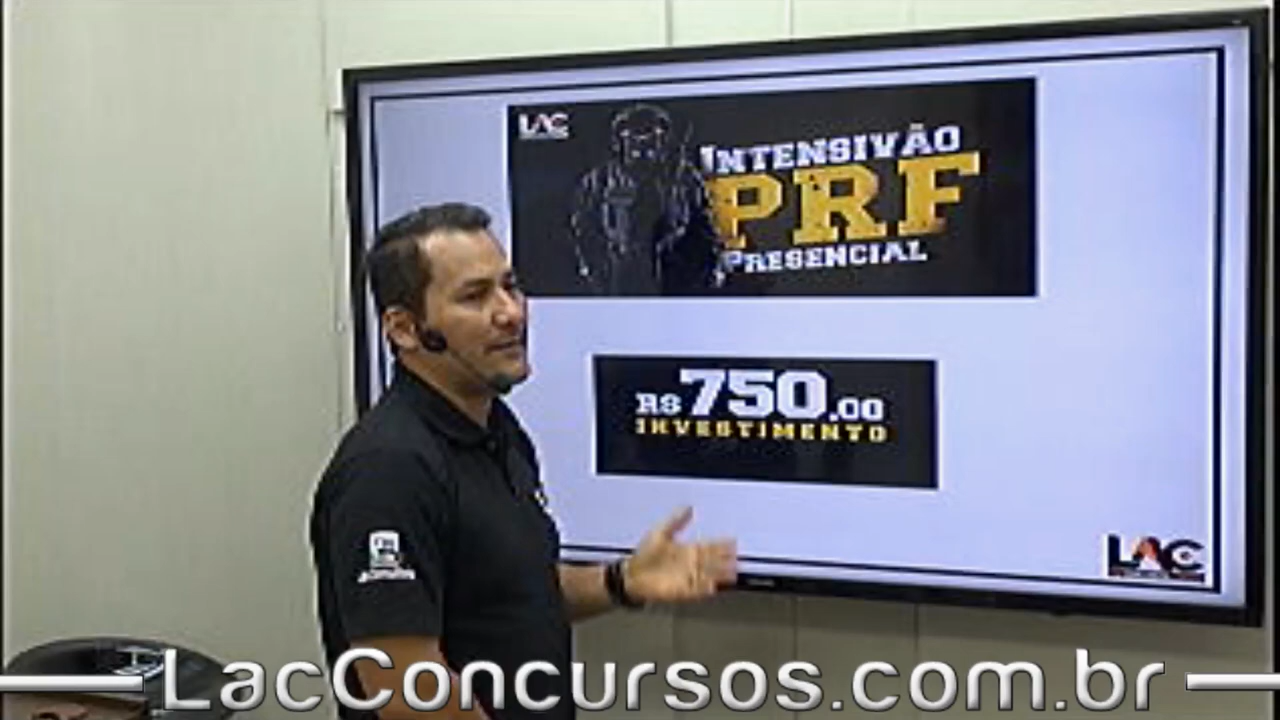 LAC
INTENSIVÃO
PRF
PRESENCIAL
R$ 750.00
INVESTIMENTO
LAC
LacConcursos.com.br